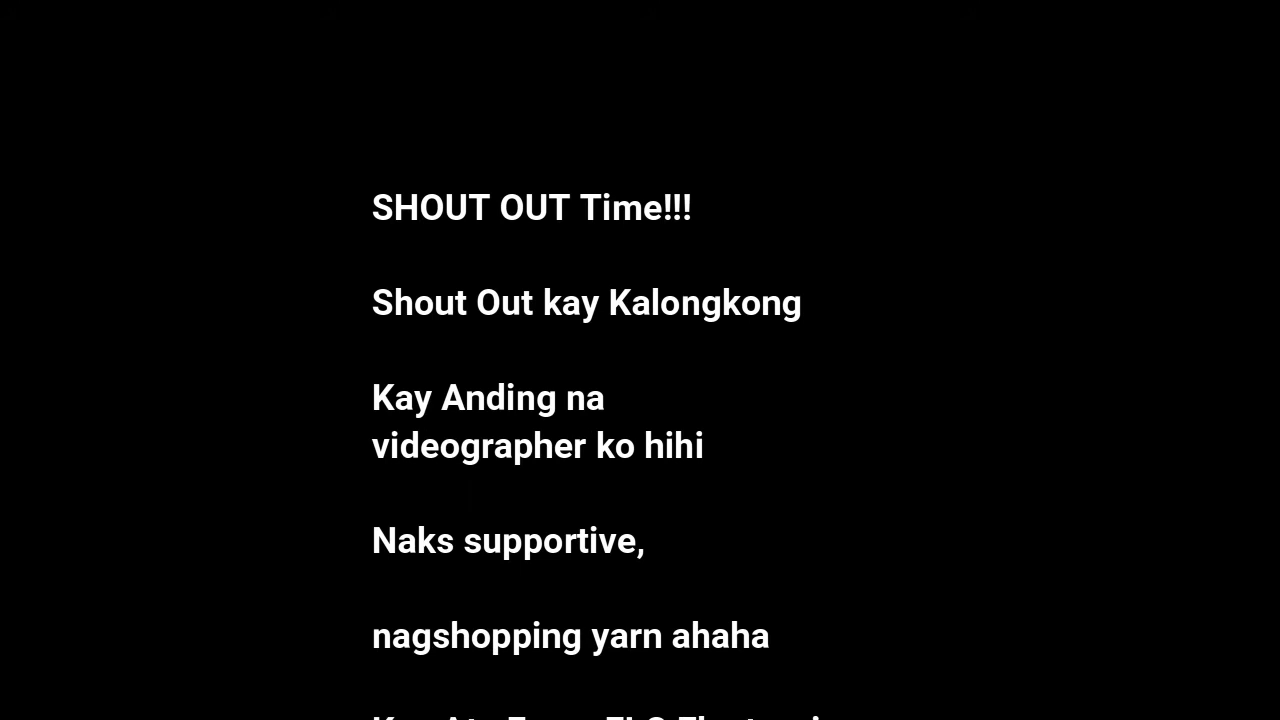 SHOUT OUT Time!!!
Shout Out kay Kalongkong
Kay Anding na
videographer ko hihi
Naks supportive,
nagshopping yarn ahaha